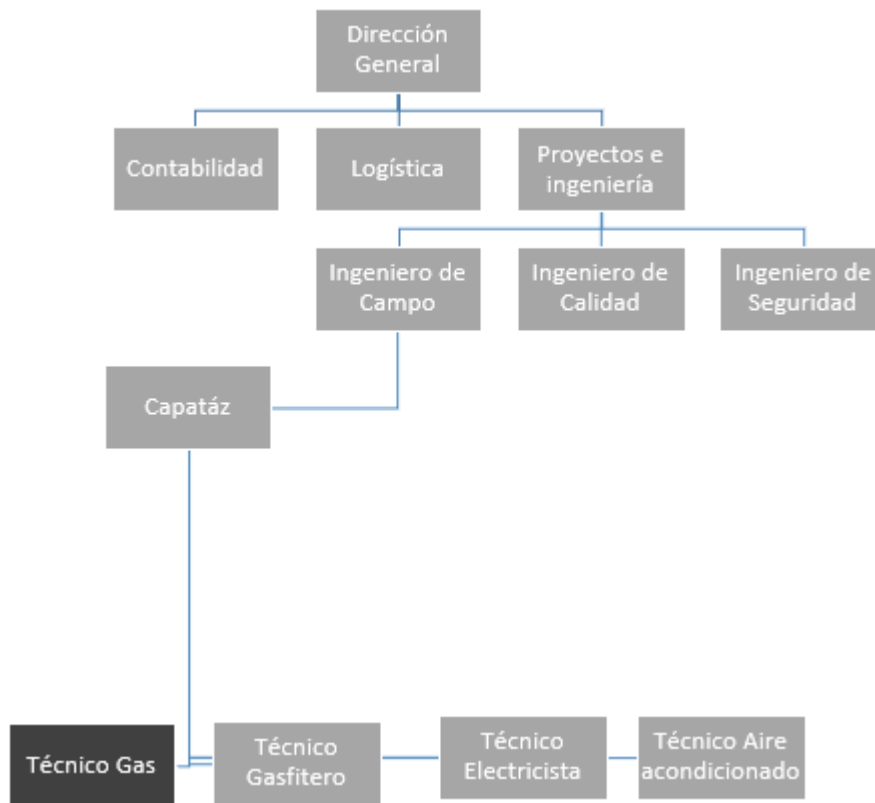 Dirección
General
Contabilidad
Logística
Proyectos e
ingeniería
Ingeniero de
Campo
Ingeniero de
Calidad
Ingeniero de
Seguridad
Capatáz
Técnico Gas
Técnico
Gasfitero
Técnico
Electricista
Técnico Aire
acondicionado